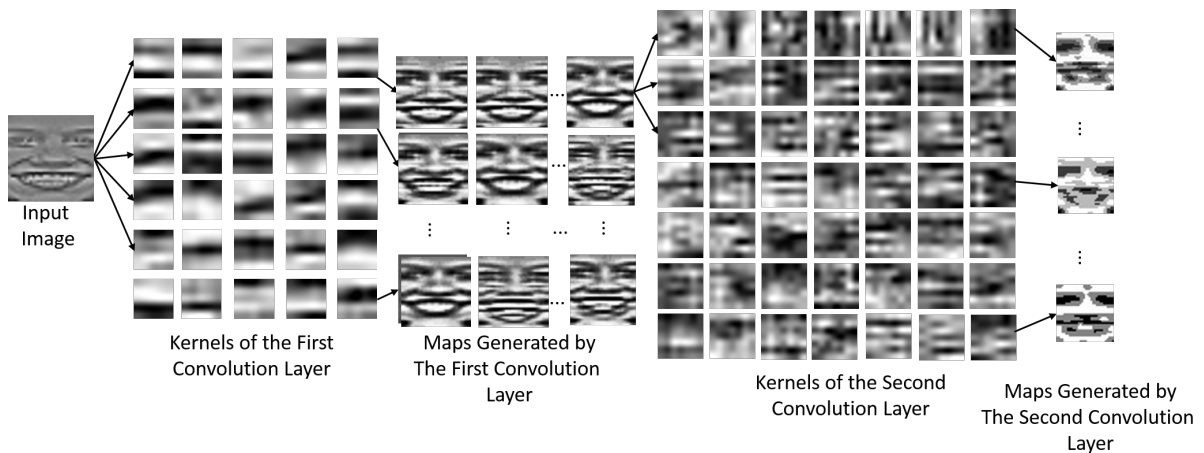 Input
Image
Kernels of the First
Convolution Layer
Maps Generated by
The First Convolution
Layer
Kernels of the Second
Convolution Layer
Maps Generated by
The Second Convolution
Layer